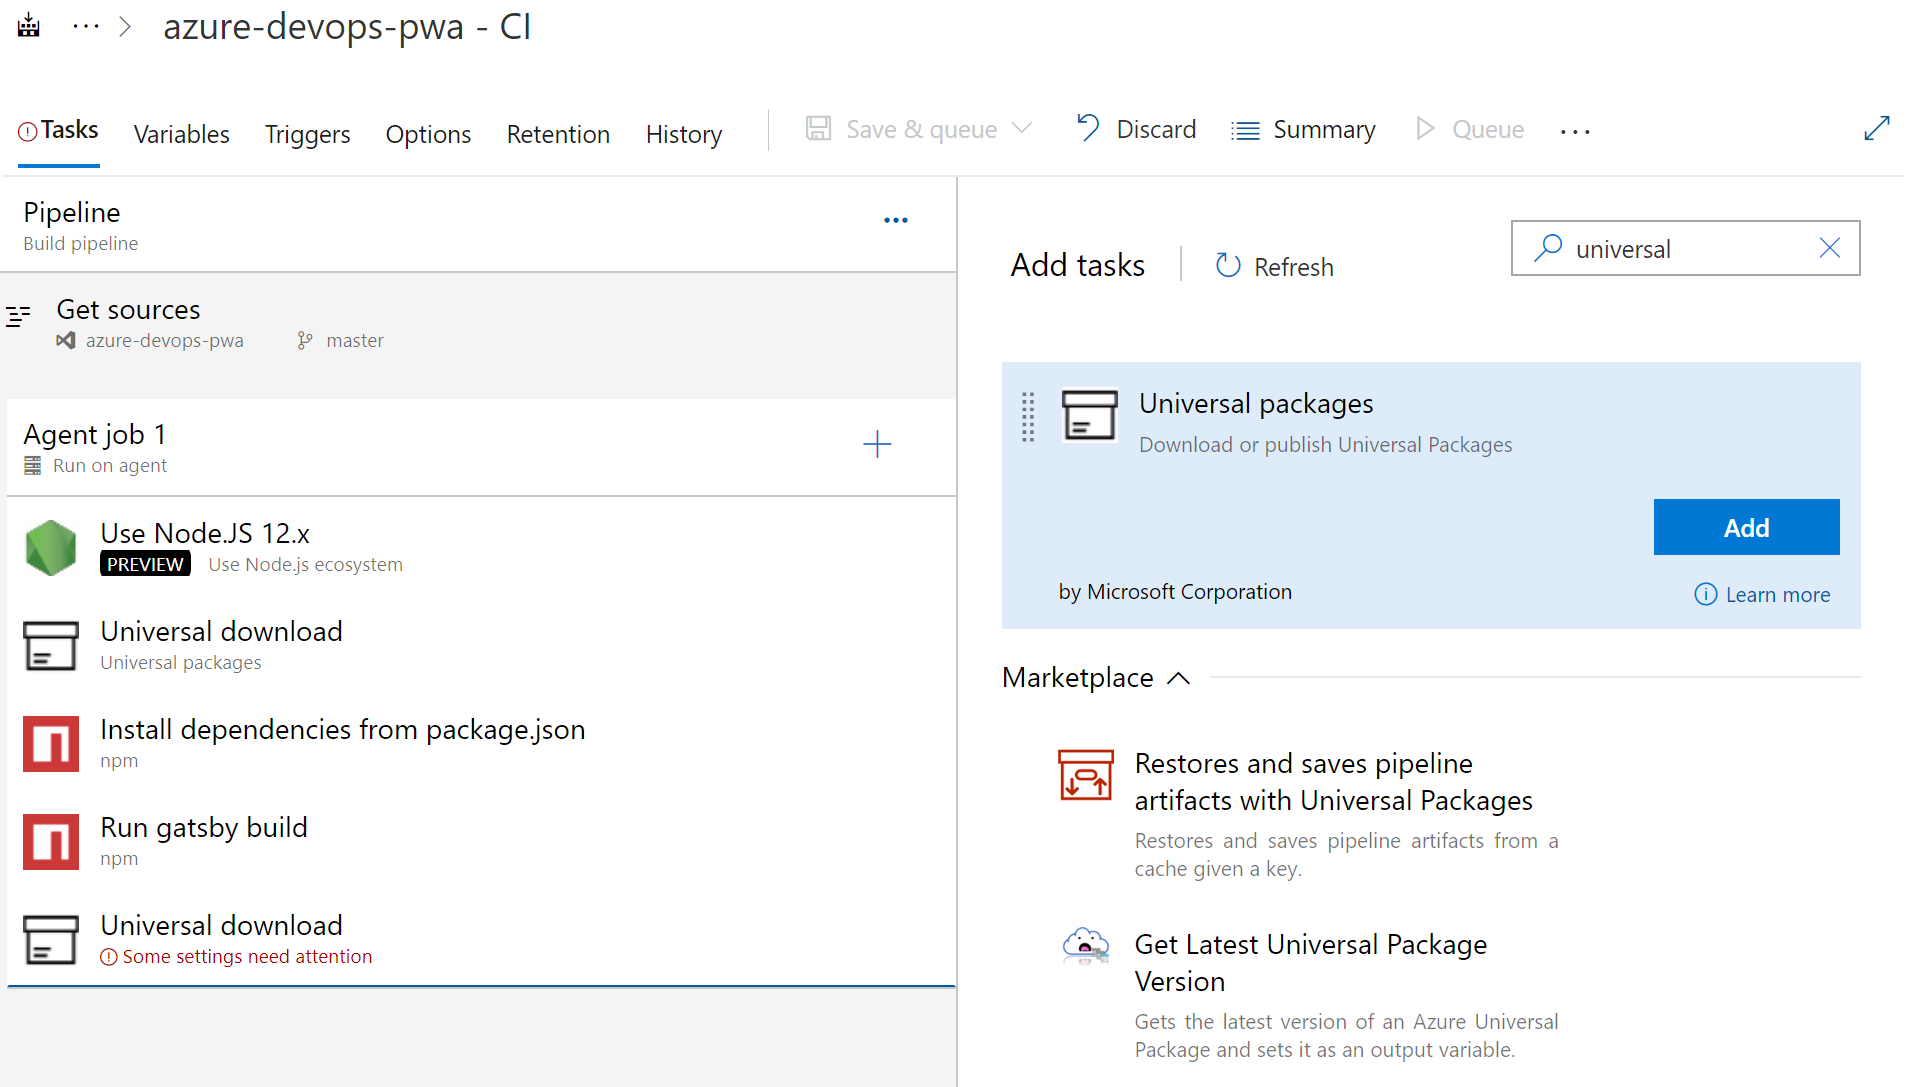 azure-devops-pwa - CI
Tasks
Variables
Triggers
Options
Retention
History
Save & queue
Discard
Summary
Queue
Pipeline
Build pipeline
Get sources
azure-devops-pwa
master
Agent job 1
Run on agent
Use Node.JS 12.x
PREVIEW Use Node.js ecosystem
Universal download
Universal packages
Install dependencies from package.json
npm
Run gatsby build
npm
Universal download
Some settings need attention
Add tasks
Refresh
universal
Universal packages
Download or publish Universal Packages
Add
by Microsoft Corporation
Learn more
Marketplace
Restores and saves pipeline
artifacts with Universal Packages
Restores and saves pipeline artifacts from a
cache given a key.
Get Latest Universal Package
Version
Gets the latest version of an Azure Universal
Package and sets it as an output variable.